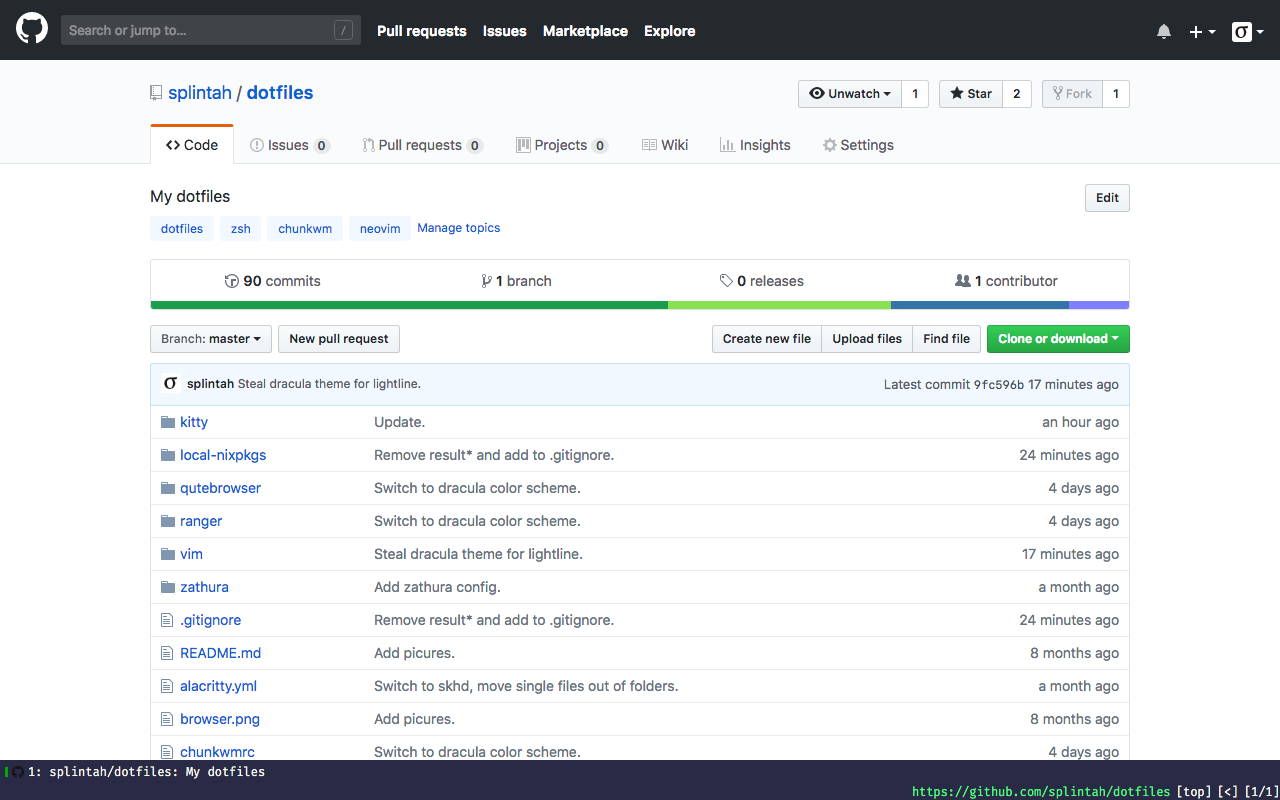 Search or jump to... / Pull requests Issues Marketplace Explore
splintah / dotfiles Unwatch 1 Star 2 Fork 1
Code Issues 0 Pull requests 0 Projects 0 Wiki Insights Settings
My dotfiles Edit
dotfiles zsh chunkwm neovim Manage topics
90 commits 1 branch 0 releases 1 contributor
Branch: master New pull request Create new file Upload files Find file Clone or download
σ splintah Steal dracula theme for lightline. Latest commit 9fc596b 17 minutes ago
kitty Update. an hour ago
local-nixpkgs Remove result* and add to .gitignore. 24 minutes ago
qutebrowser Switch to dracula color scheme. 4 days ago
ranger Switch to dracula color scheme. 4 days ago
vim Steal dracula theme for lightline. 17 minutes ago
zathura Add zathura config. a month ago
.gitignore Remove result* and add to .gitignore. 24 minutes ago
README.md Add picures. 8 months ago
alacritty.yml Switch to skhd, move single files out of folders. a month ago
browser.png Add picures. 8 months ago
chunkwmrc Switch to dracula color scheme. 4 days ago
1: splintah/dotfiles: My dotfiles
https://github.com/splintah/dotfiles [top] [<] [1/1]